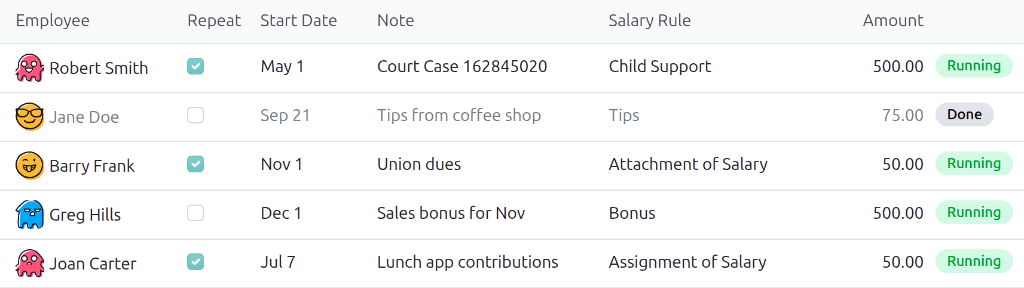 Employee Repeat Start Date Note Salary Rule Amount
Robert Smith May 1 Court Case 162845020 Child Support 500.00 Running
Jane Doe Sep 21 Tips from coffee shop Tips 75.00 Done
Barry Frank Nov 1 Union dues Attachment of Salary 50.00 Running
Greg Hills Dec 1 Sales bonus for Nov Bonus 500.00 Running
Joan Carter Jul 7 Lunch app contributions Assignment of Salary 50.00 Running